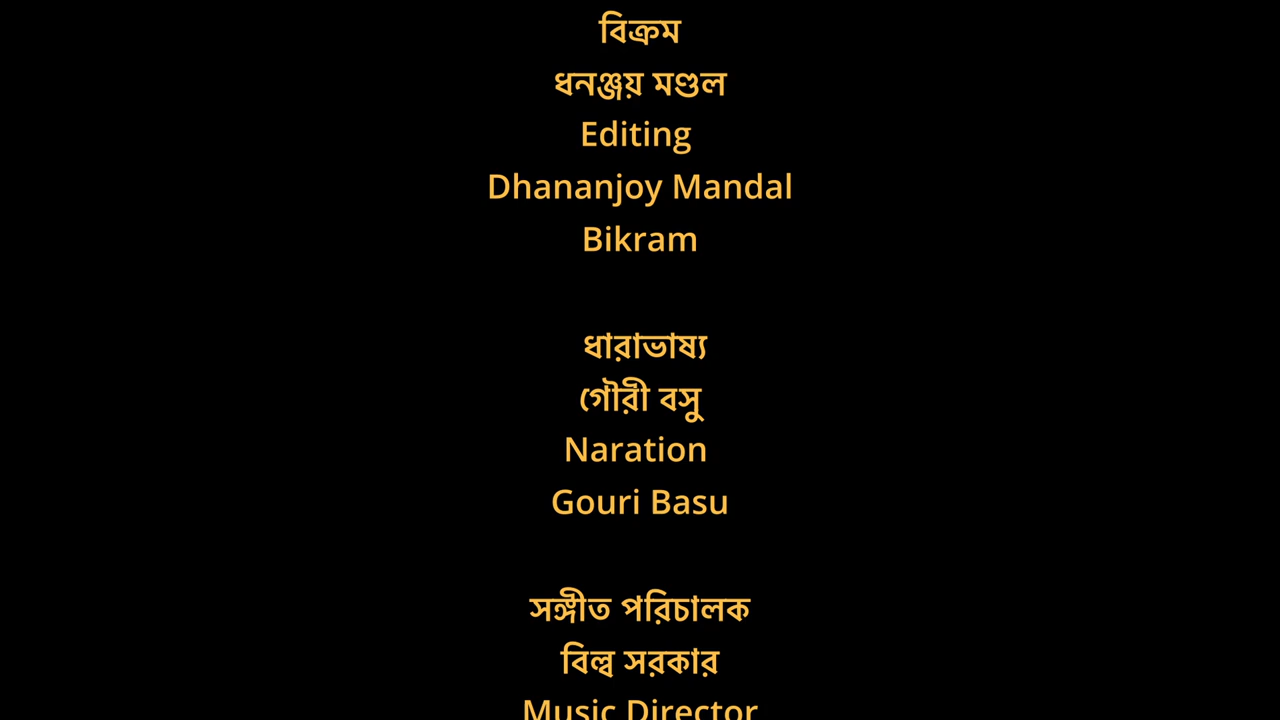 বিক্রম
ধনঞ্জয় মণ্ডল
Editing
Dhananjoy Mandal
Bikram
ধারাভাষ্য
গৌরী বসু
Naration
Gouri Basu
সঙ্গীত পরিচালক
বিল্ব সরকার
Music Director